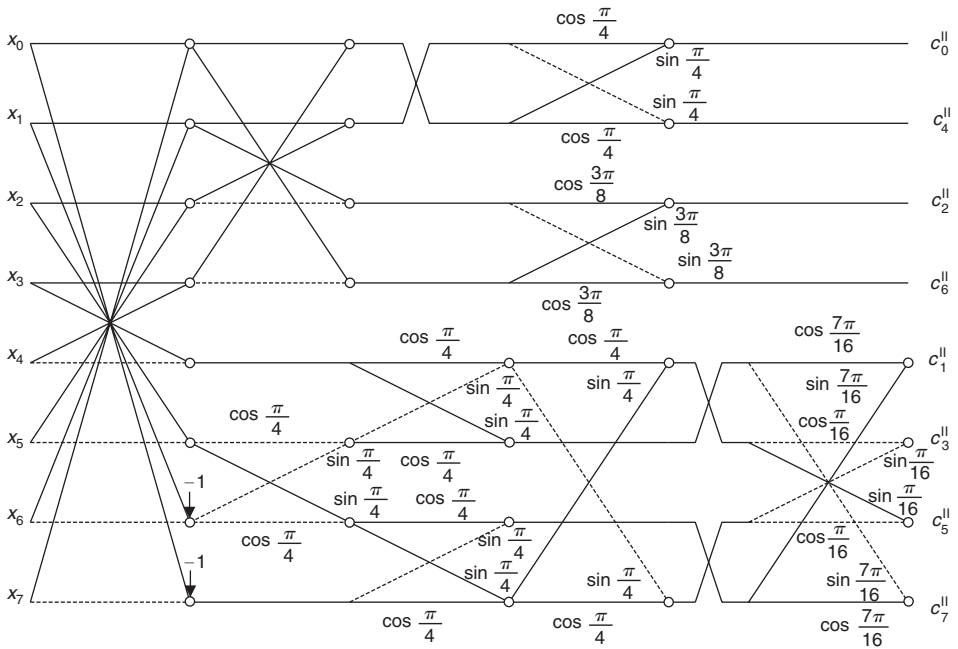 cos π/4
x₀ c₀ᴵᴵ
sin π/4
sin π/4
x₁ c₄ᴵᴵ
cos π/4
cos 3π/8
x₂ c₂ᴵᴵ
sin 3π/8
sin 3π/8
x₃ c₆ᴵᴵ
cos 3π/8
cos π/4 cos π/4 cos 7π/16
x₄ c₁ᴵᴵ
sin π/4 sin π/4 sin 7π/16
cos π/4 sin π/4 cos π/16
x₅ c₃ᴵᴵ
sin π/4 cos π/4 sin π/16
−1 sin π/4 cos π/4 sin π/16
x₆ c₅ᴵᴵ
cos π/4 sin π/4 cos π/16
−1 sin π/4 sin π/4 sin 7π/16
x₇ c₇ᴵᴵ
cos π/4 cos π/4 cos 7π/16